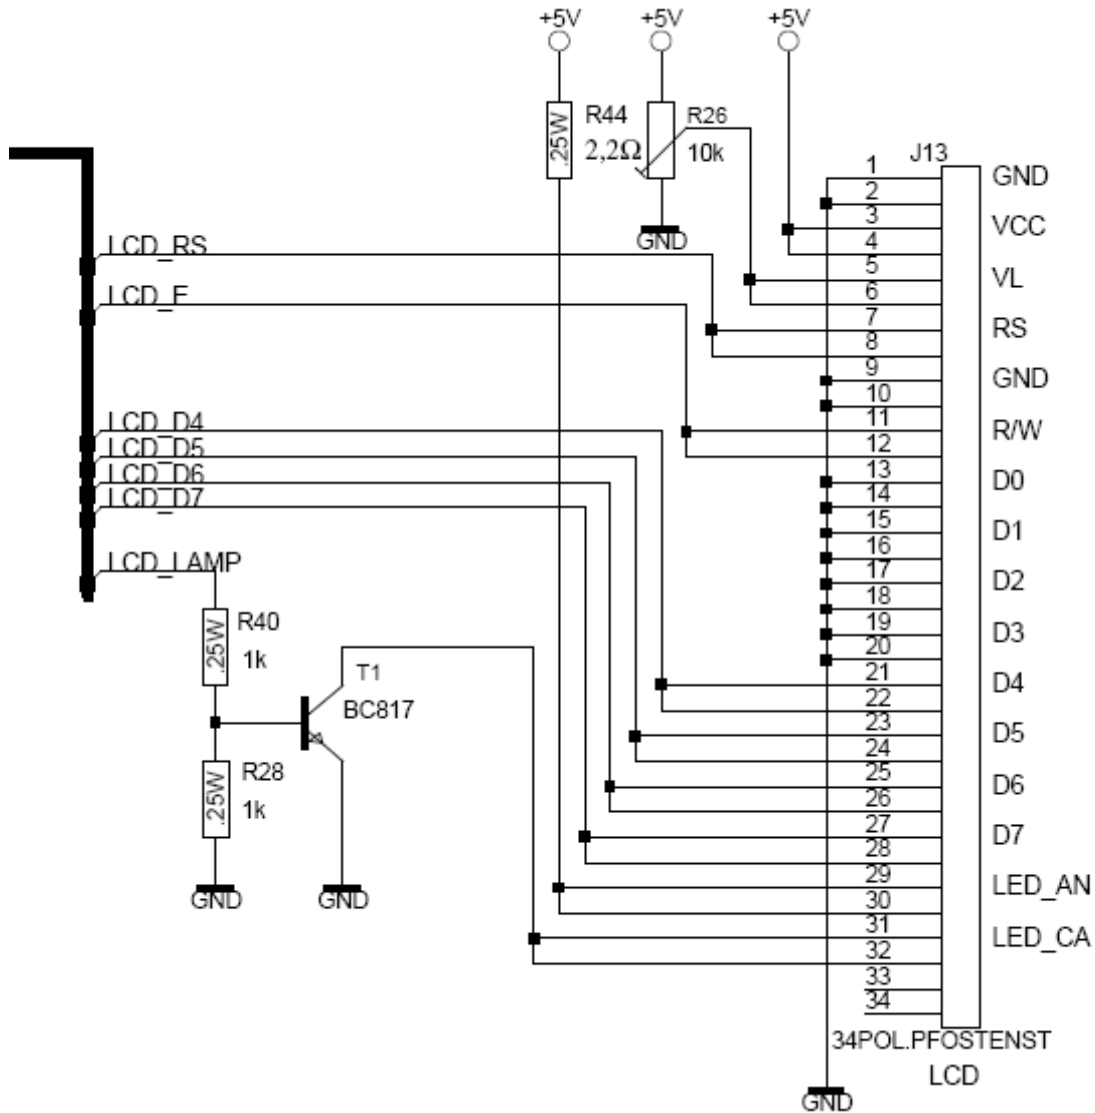 +5V +5V +5V
R44
2,2Ω
.25W
R26
10k
GND
J13
1 GND
2
3 VCC
4
5 VL
6
7 RS
8
9 GND
10
11 R/W
12
13 D0
14
15 D1
16
17 D2
18
19 D3
20
21 D4
22
23 D5
24
25 D6
26
27 D7
28
29 LED_AN
30
31 LED_CA
32
33
34
34POL.PFOSTENST
LCD
GND
LCD_RS
LCD_E
LCD_D4
LCD_D5
LCD_D6
LCD_D7
LCD_LAMP
R40
.25W
1k
T1
BC817
R28
.25W
1k
GND GND